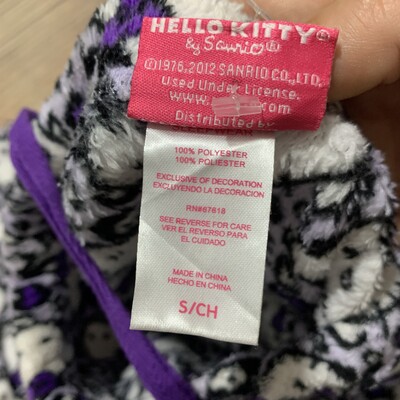 HELLO KITTY®
By Sanrio®
©1976, 2012 SANRIO CO., LTD.
Used Under License.
www. .com
Distributed by
100% POLYESTER
100% POLIESTER
EXCLUSIVE OF DECORATION
EXCLUYENDO LA DECORACION
RN#67618
SEE REVERSE FOR CARE
VER EL REVERSO PARA
EL CUIDADO
MADE IN CHINA
HECHO EN CHINA
S/CH